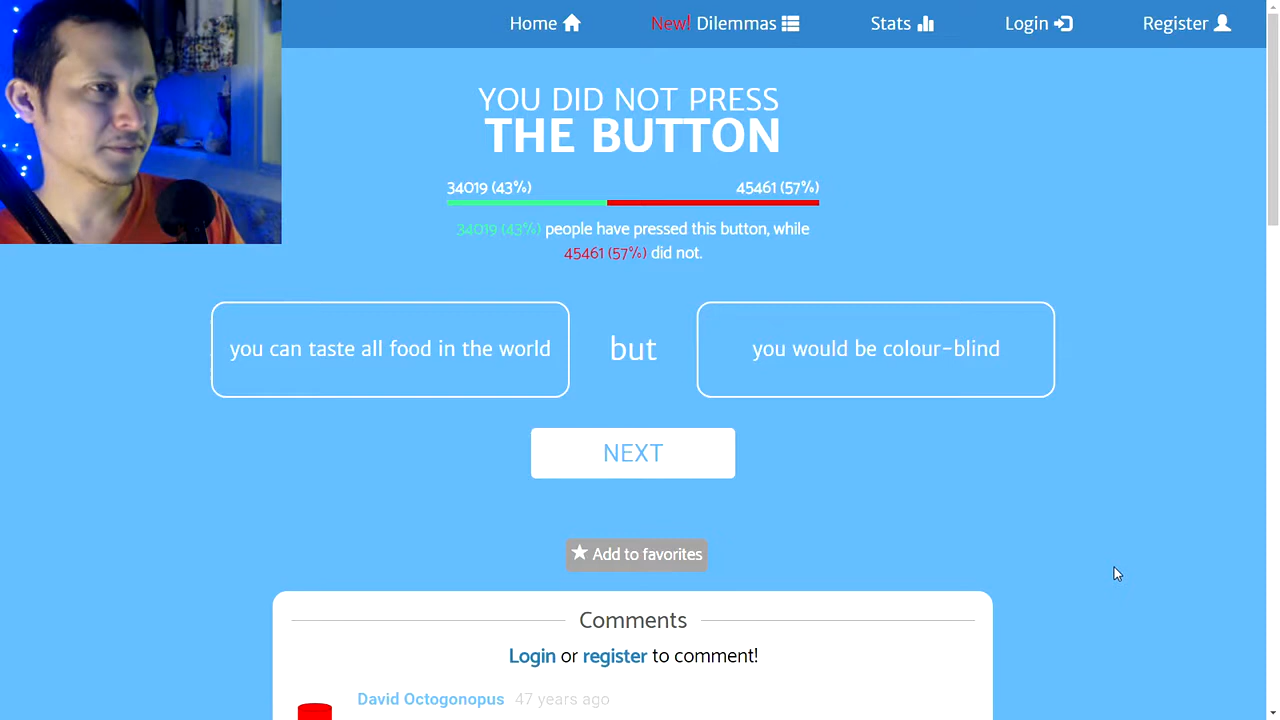 Home
New! Dilemmas
Stats
Login
Register
YOU DID NOT PRESS
THE BUTTON
34019 (43%)
45461 (57%)
34019 (43%) people have pressed this button, while
45461 (57%) did not.
you can taste all food in the world
but
you would be colour-blind
NEXT
Add to favorites
Comments
Login or register to comment!
David Octogonopus 47 years ago